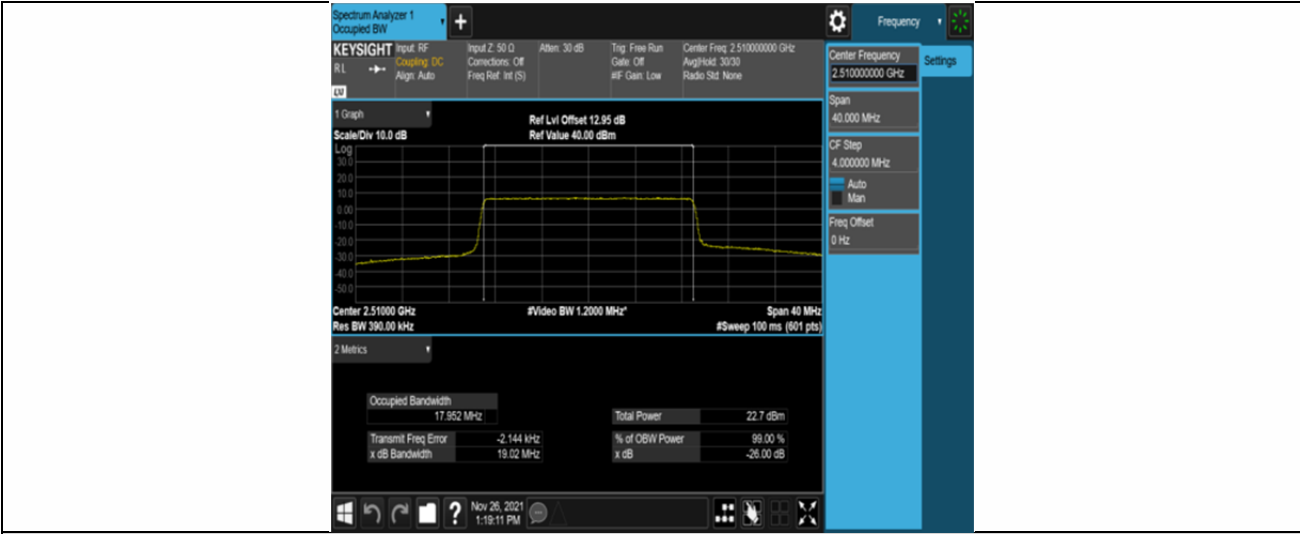 Spectrum Analyzer 1
Occupied BW
+
Frequency
KEYSIGHT
RL
Input: RF
Coupling: DC
Align: Auto
Input Z: 50 Ω
Corrections: Off
Freq Ref: Int (S)
Atten: 30 dB
Trig: Free Run
Gate: Off
#IF Gain: Low
Center Freq: 2.510000000 GHz
Avg|Hold: 30/30
Radio Std: None
Center Frequency
2.510000000 GHz
Settings
Span
40.000 MHz
CF Step
4.000000 MHz
Auto
Man
Freq Offset
0 Hz
1 Graph
Scale/Div 10.0 dB
Ref Lvl Offset 12.95 dB
Ref Value 40.00 dBm
Log
30.0
20.0
10.0
0.00
-10.0
-20.0
-30.0
-40.0
-50.0
Center 2.51000 GHz
#Video BW 1.2000 MHz*
Span 40 MHz
Res BW 390.00 kHz
#Sweep 100 ms (601 pts)
2 Metrics
Occupied Bandwidth
17.952 MHz
Total Power 22.7 dBm
Transmit Freq Error -2.144 kHz
% of OBW Power 99.00 %
x dB Bandwidth 19.02 MHz
x dB -26.00 dB
?
Nov 26, 2021
1:19:11 PM